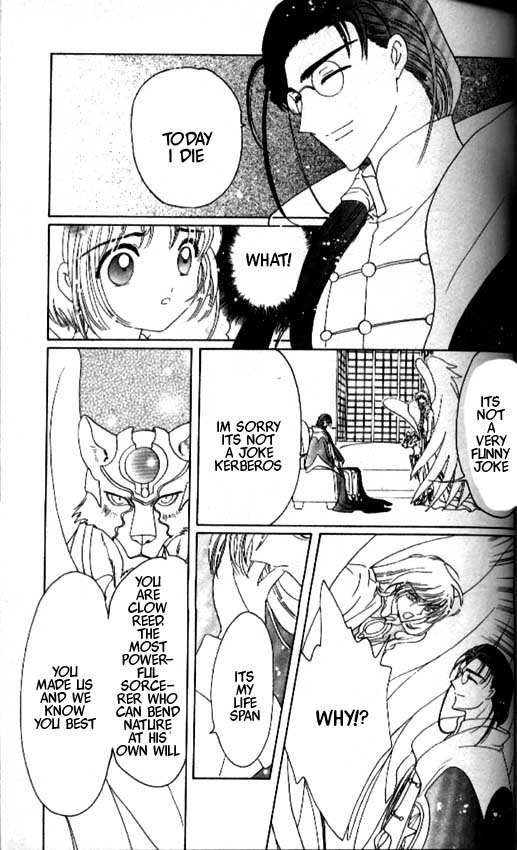 TODAY
I DIE
WHAT!
ITS
NOT
A
VERY
FUNNY
JOKE
IM SORRY
ITS NOT
A JOKE
KERBEROS
WHY!?
ITS
MY
LIFE
SPAN
YOU
ARE
CLOW
REED.
THE
MOST
POWER-
FUL
SORCE-
RER WHO
CAN BEND
NATURE
AT HIS
OWN WILL
YOU
MADE US
AND WE
KNOW
YOU BEST